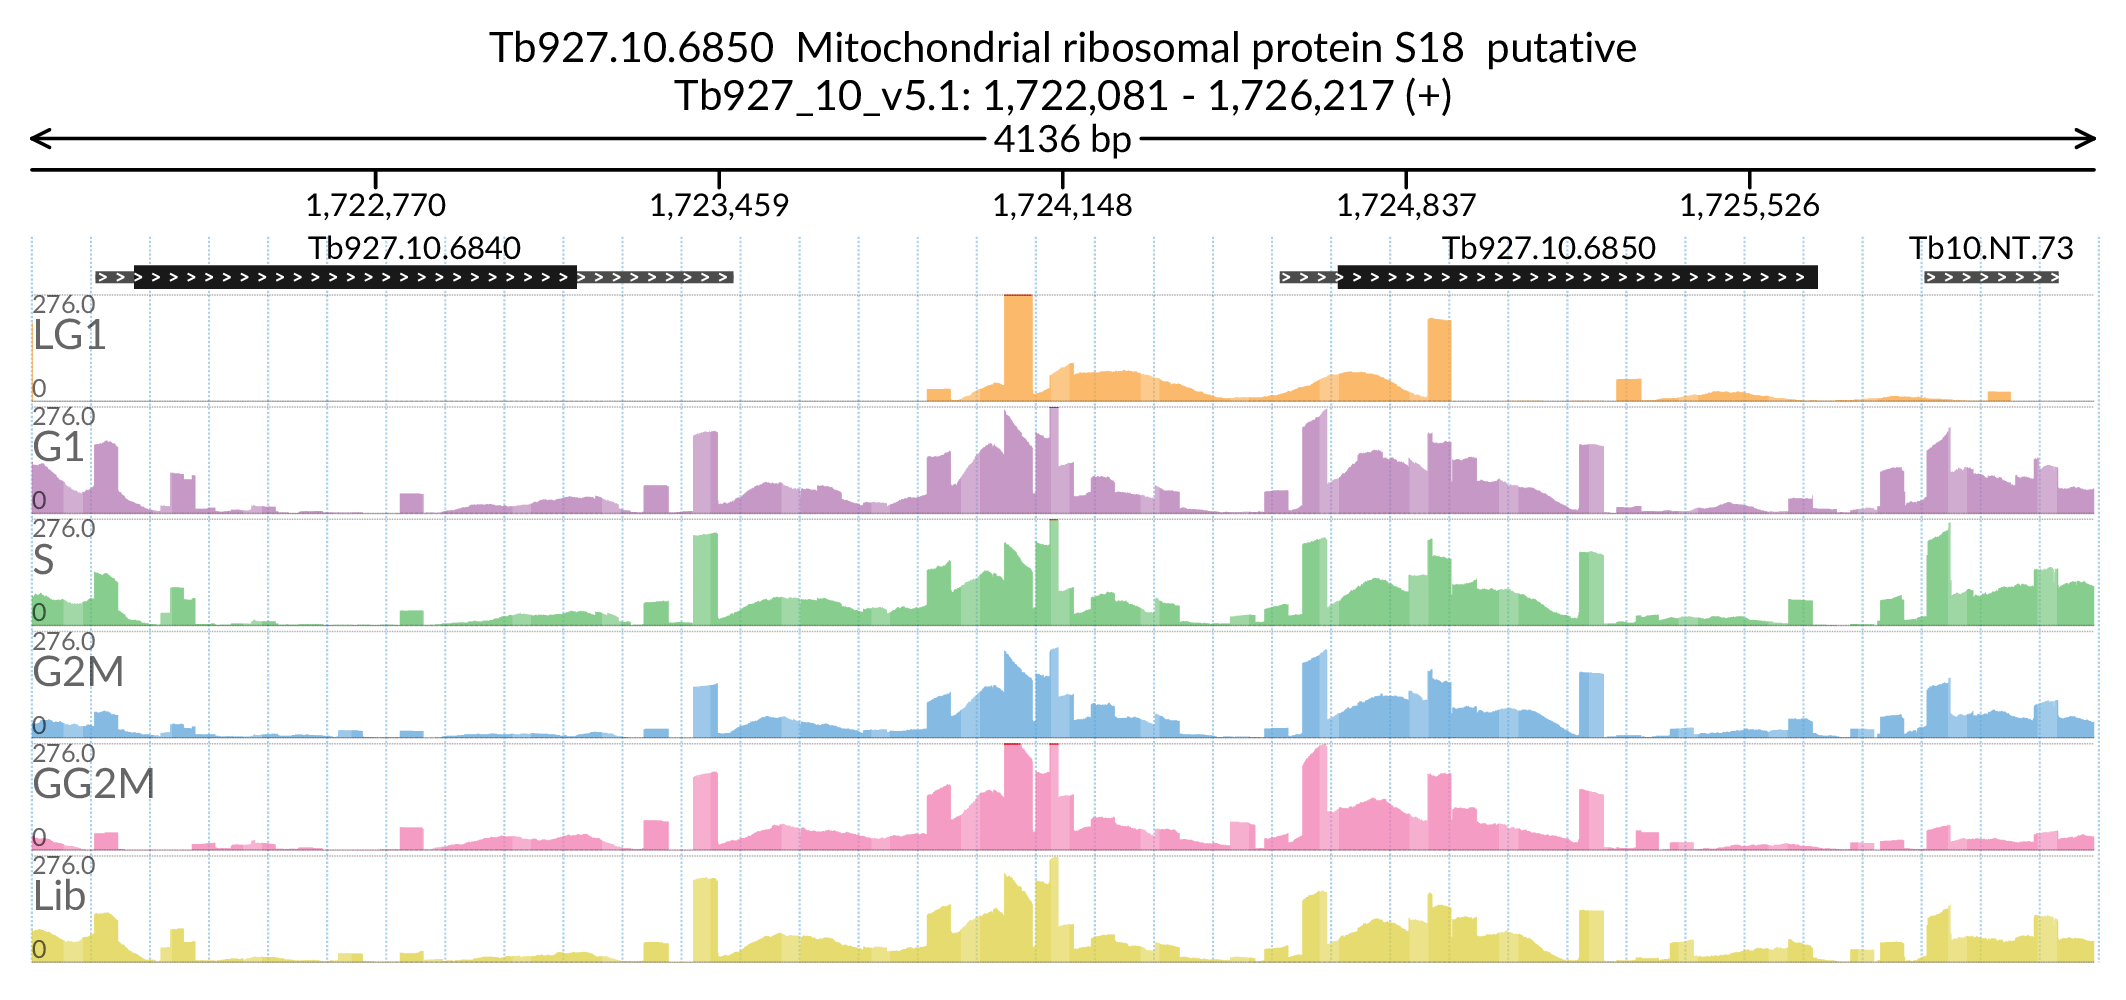 Tb927.10.6850 Mitochondrial ribosomal protein S18 putative
Tb927_10_v5.1: 1,722,081 - 1,726,217 (+)
4136 bp
1,722,770 1,723,459 1,724,148 1,724,837 1,725,526
Tb927.10.6840 Tb927.10.6850 Tb10.NT.73
276.0
LG1
0
276.0
G1
0
276.0
S
0
276.0
G2M
0
276.0
GG2M
0
276.0
Lib
0